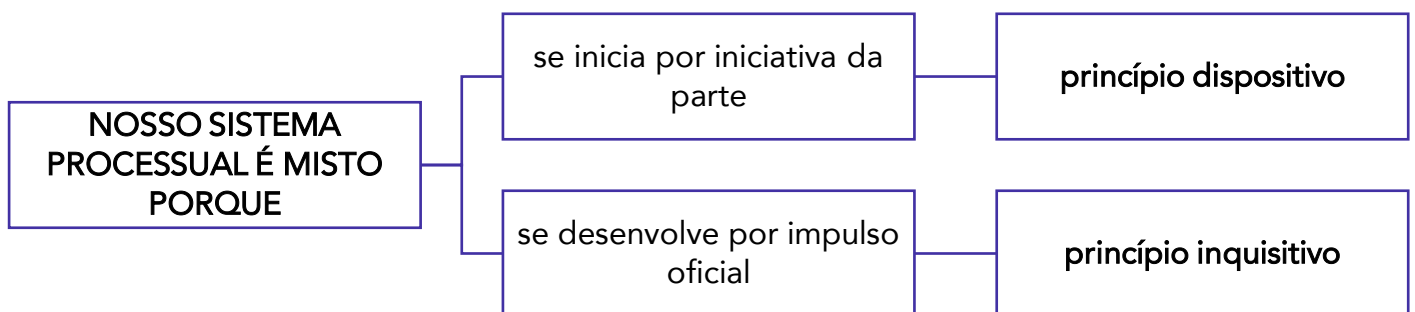 NOSSO SISTEMA
PROCESSUAL É MISTO
PORQUE
se inicia por iniciativa da
parte
princípio dispositivo
se desenvolve por impulso
oficial
princípio inquisitivo